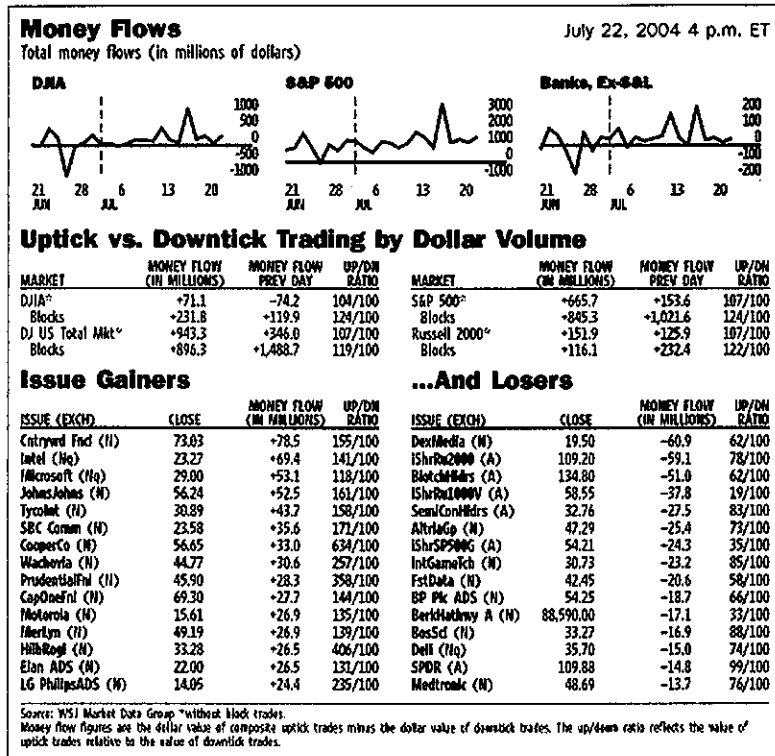 Money Flows July 22, 2004 4 p.m. ET
Total money flows (in millions of dollars)
DJIA S&P 500 Banks, Ex-S&L
1000 3000 200
500 2000 100
0 1000 0
-500 0 -100
-1000 -1000 -200
21 28 6 13 20 21 28 6 13 20 21 28 6 13 20
JUN JUL JUN JUL JUN JUL
Uptick vs. Downtick Trading by Dollar Volume
MONEY FLOW MONEY FLOW UP/DN MONEY FLOW MONEY FLOW UP/DN
MARKET (IN MILLIONS) PREV DAY RATIO MARKET (IN MILLIONS) PREV DAY RATIO
DJIA* +71.1 -74.2 104/100 S&P 500* +665.7 +153.6 107/100
Blocks +231.8 +119.9 124/100 Blocks +845.3 +1,021.6 124/100
DJ US Total Mkt* +943.3 +346.0 107/100 Russell 2000* +151.9 +125.9 107/100
Blocks +896.3 +1,488.7 119/100 Blocks +116.1 +232.4 122/100
Issue Gainers ...And Losers
MONEY FLOW UP/DN MONEY FLOW UP/DN
ISSUE (EXCH) CLOSE (IN MILLIONS) RATIO ISSUE (EXCH) CLOSE (IN MILLIONS) RATIO
Cntrywd Fncl (N) 73.03 +78.5 155/100 DexMedia (N) 19.50 -60.9 62/100
Intel (Nq) 23.27 +69.4 141/100 iShrRu2000 (A) 109.20 -59.1 78/100
Microsoft (Nq) 29.00 +53.1 118/100 BiotchHldrs (A) 134.80 -51.0 62/100
JohnsJohns (N) 56.24 +52.5 161/100 iShrRu1000V (A) 58.55 -37.8 19/100
TycoInt (N) 30.89 +43.7 158/100 SemiConHldrs (A) 32.76 -27.5 83/100
SBC Comm (N) 23.58 +35.6 171/100 AltriaGp (N) 47.29 -25.4 73/100
CooperCo (N) 56.65 +33.0 634/100 iShrSP500G (A) 54.21 -24.3 35/100
Wachovia (N) 44.77 +30.6 257/100 IntGameTch (N) 30.73 -23.2 85/100
PrudentialFnl (N) 45.90 +28.3 358/100 FstData (N) 42.45 -20.6 58/100
CapOneFnl (N) 69.30 +27.7 144/100 BP Plc ADS (N) 54.25 -18.7 66/100
Motorola (N) 15.61 +26.9 135/100 BerkHathwy A (N) 88,590.00 -17.1 33/100
MerLyn (N) 49.19 +26.9 139/100 BosSci (N) 33.27 -16.9 88/100
HilbRogl (N) 33.28 +26.5 406/100 Dell (Nq) 35.70 -15.0 74/100
Elan ADS (N) 22.00 +26.5 131/100 SPDR (A) 109.88 -14.8 99/100
LG PhilipsADS (N) 14.05 +24.4 235/100 Medtronic (N) 48.69 -13.7 76/100
Source: WSJ Market Data Group *without block trades.
Money flow figures are the dollar value of composite uptick trades minus the dollar value of downtick trades. The up/down ratio reflects the value of
uptick trades relative to the value of downtick trades.